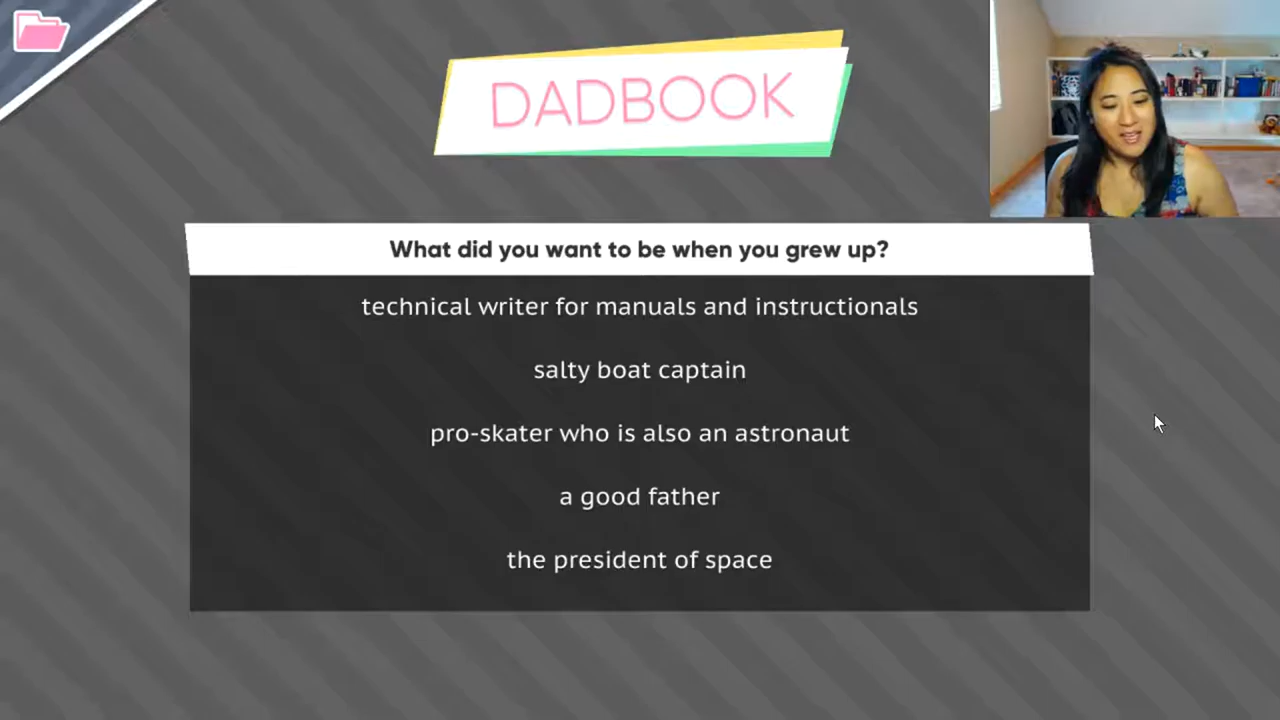 DADBOOK
What did you want to be when you grew up?
technical writer for manuals and instructionals
salty boat captain
pro-skater who is also an astronaut
a good father
the president of space